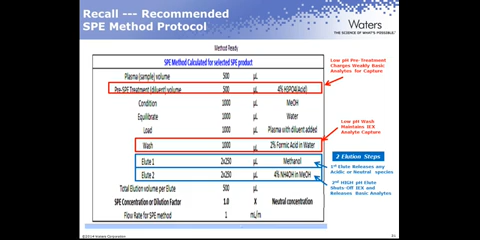 Recall --- Recommended
SPE Method Protocol
Waters
THE SCIENCE OF WHAT'S POSSIBLE.
Method Ready
SPE Method Calculated for selected SPE product
Plasma (sample) volume 500 µL
Pre-SPE Treatment (diluent) volume 500 µL 4% H3PO4(Acid)
Condition 1000 µL MeOH
Equilibrate 1000 µL Water
Load 1000 µL Plasma with diluent added
Wash 1000 µL 2% Formic Acid in Water
Elute 1 2x250 µL Methanol
Elute 2 2x250 µL 4% NH4OH in MeOH
Total Elution volume per Elute 500 µL
SPE Concentration or Dilution Factor 1.0 X Neutral concentration
Flow Rate for SPE method 1 mL/m
Low pH Pre-Treatment
Charges Weakly Basic
Analytes for Capture
Low pH Wash
Maintains IEX
Analyte Capture
2 Elution Steps
1st Elute Releases any
Acidic or Neutral species
2nd HIGH pH Elute
Shuts-Off IEX and
Releases Basic Analytes
©2014 Waters Corporation